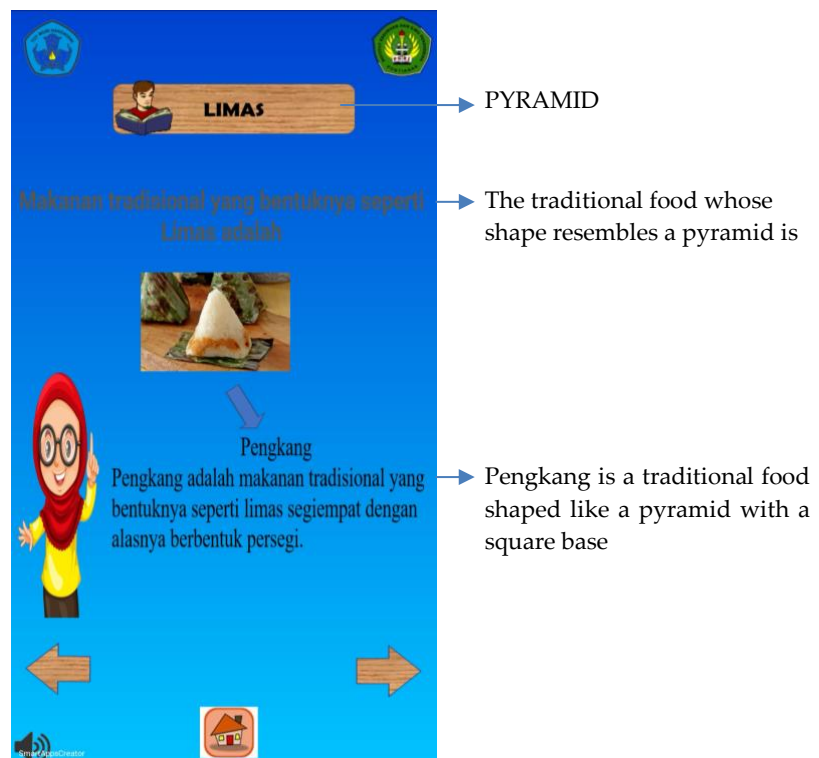 LIMAS
PYRAMID
Makanan tradisional yang bentuknya seperti
Limas adalah
The traditional food whose
shape resembles a pyramid is
Pengkang
Pengkang adalah makanan tradisional yang
bentuknya seperti limas segiempat dengan
alasnya berbentuk persegi.
Pengkang is a traditional food
shaped like a pyramid with a
square base
SmartAppsCreator